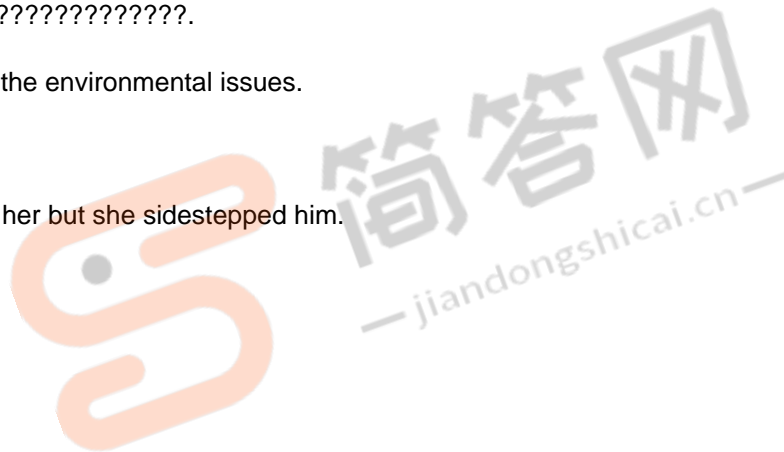 ?????????????.
the environmental issues.
her but she sidestepped him.
简答网
— jiandongshicai.cn —